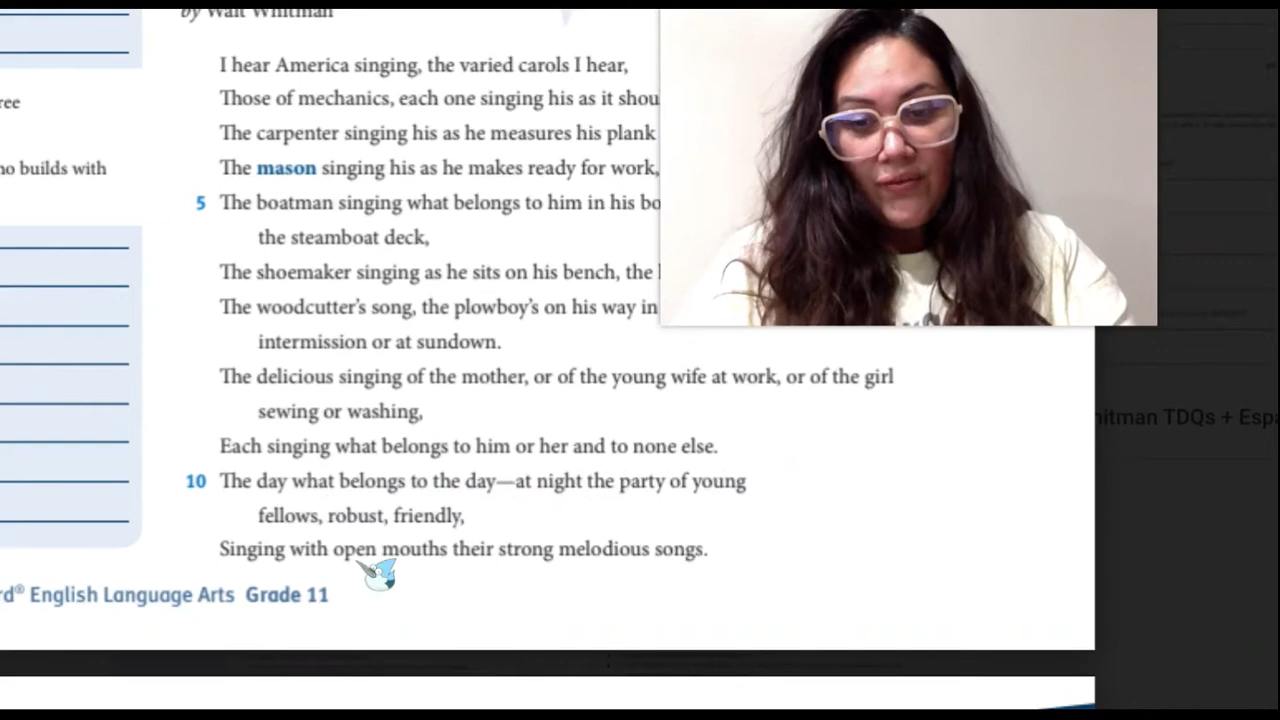 by Walt Whitman
I hear America singing, the varied carols I hear,
Those of mechanics, each one singing his as it shou
ree
The carpenter singing his as he measures his plank
The mason singing his as he makes ready for work,
no builds with
5 The boatman singing what belongs to him in his bo
the steamboat deck,
The shoemaker singing as he sits on his bench, the
The woodcutter's song, the plowboy's on his way in
intermission or at sundown.
The delicious singing of the mother, or of the young wife at work, or of the girl
sewing or washing,
Each singing what belongs to him or her and to none else.
10 The day what belongs to the day—at night the party of young
fellows, robust, friendly,
Singing with open mouths their strong melodious songs.
rd® English Language Arts Grade 11
hitman TDQs + Espa